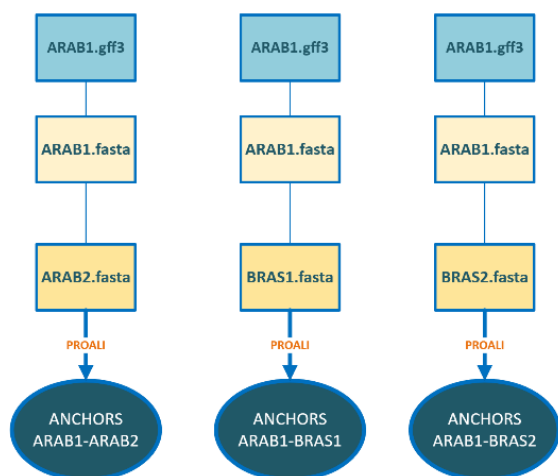 ARAB1.gff3
ARAB1.gff3
ARAB1.gff3
ARAB1.fasta
ARAB1.fasta
ARAB1.fasta
ARAB2.fasta
BRAS1.fasta
BRAS2.fasta
PROALI
PROALI
PROALI
ANCHORS
ARAB1-ARAB2
ANCHORS
ARAB1-BRAS1
ANCHORS
ARAB1-BRAS2